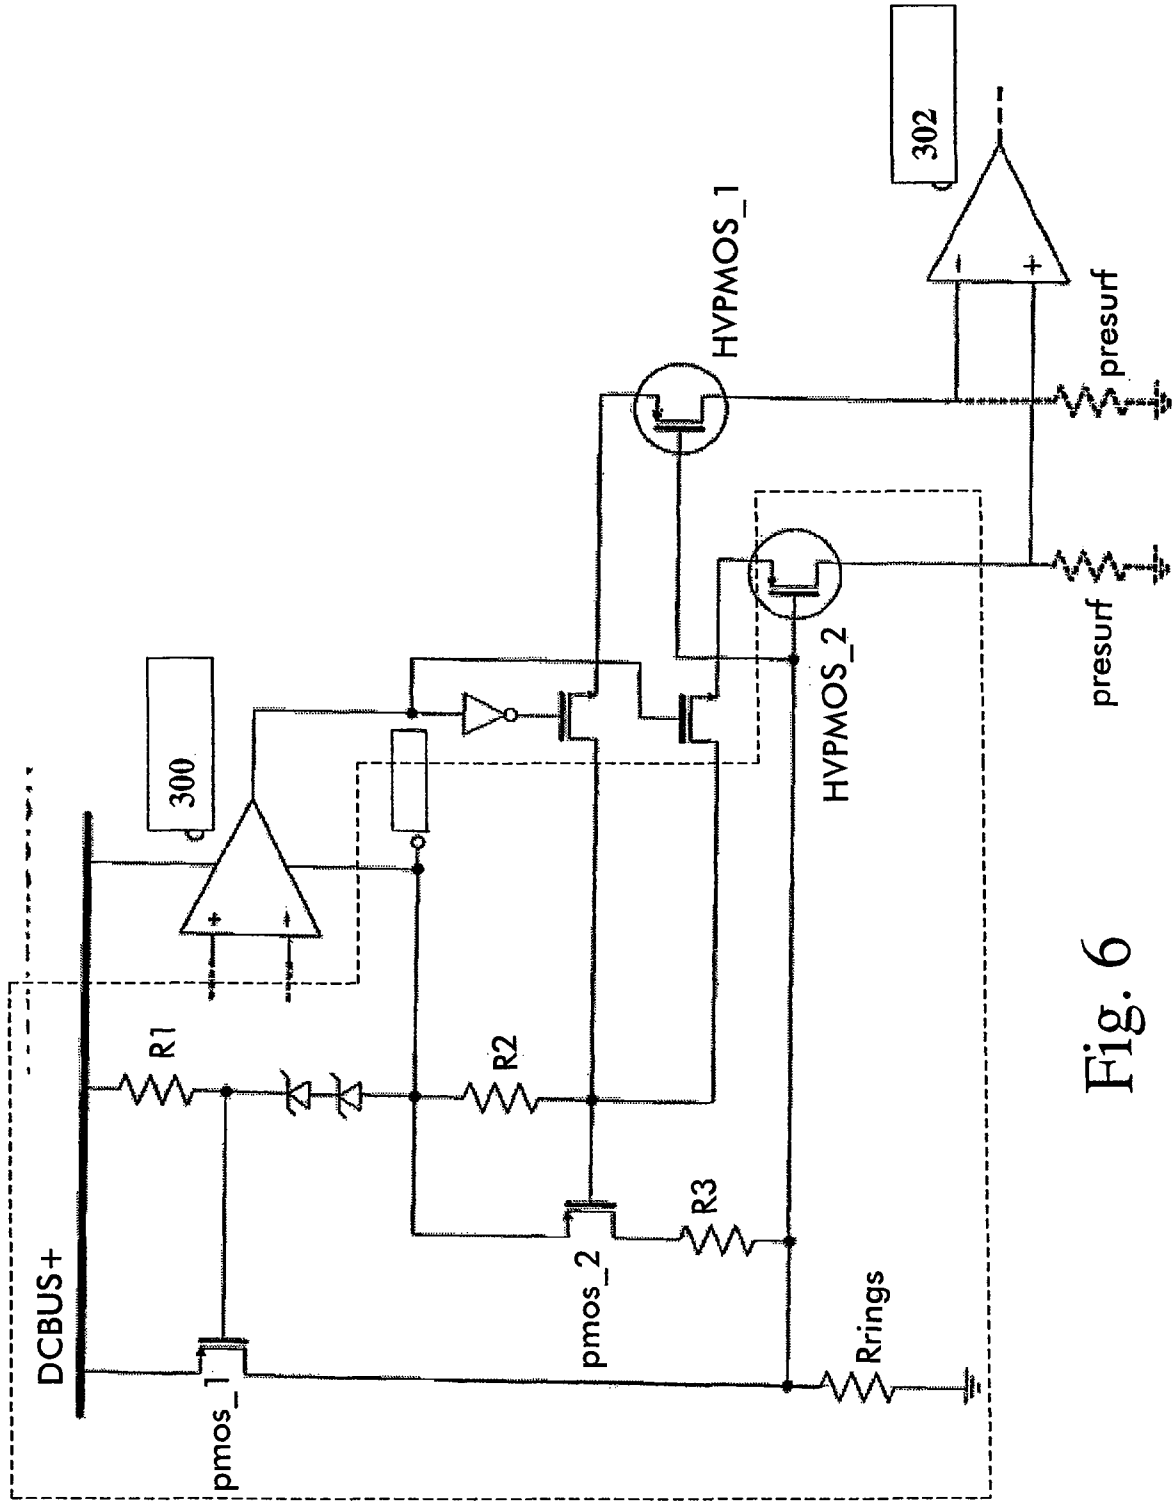 DCBUS+
R1
300
pmos_1
R2
pmos_2
R3
Rrings
HVPMOS_1
HVPMOS_2
302
+
−
+
−
presurf
presurf
Fig. 6